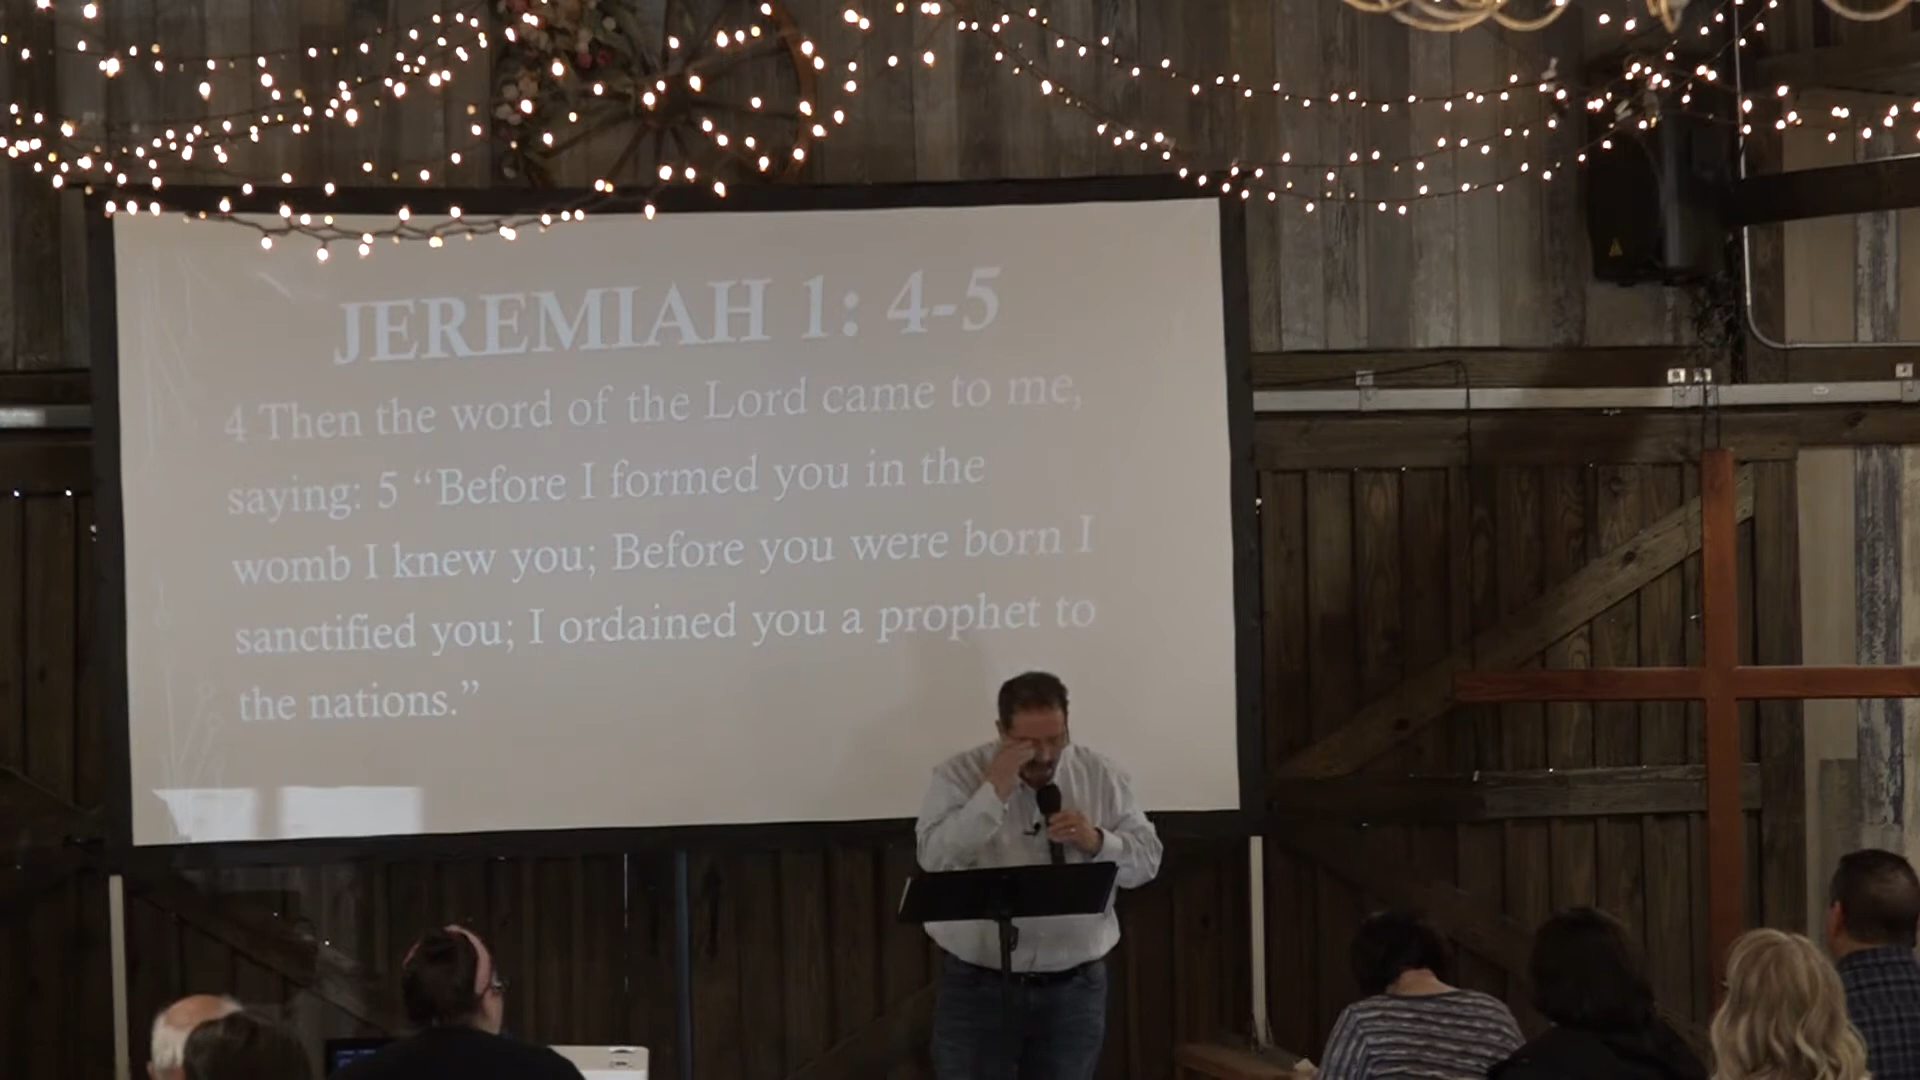 JEREMIAH 1: 4-5
4 Then the word of the Lord came to me,
saying: 5 “Before I formed you in the
womb I knew you; Before you were born I
sanctified you; I ordained you a prophet to
the nations.”